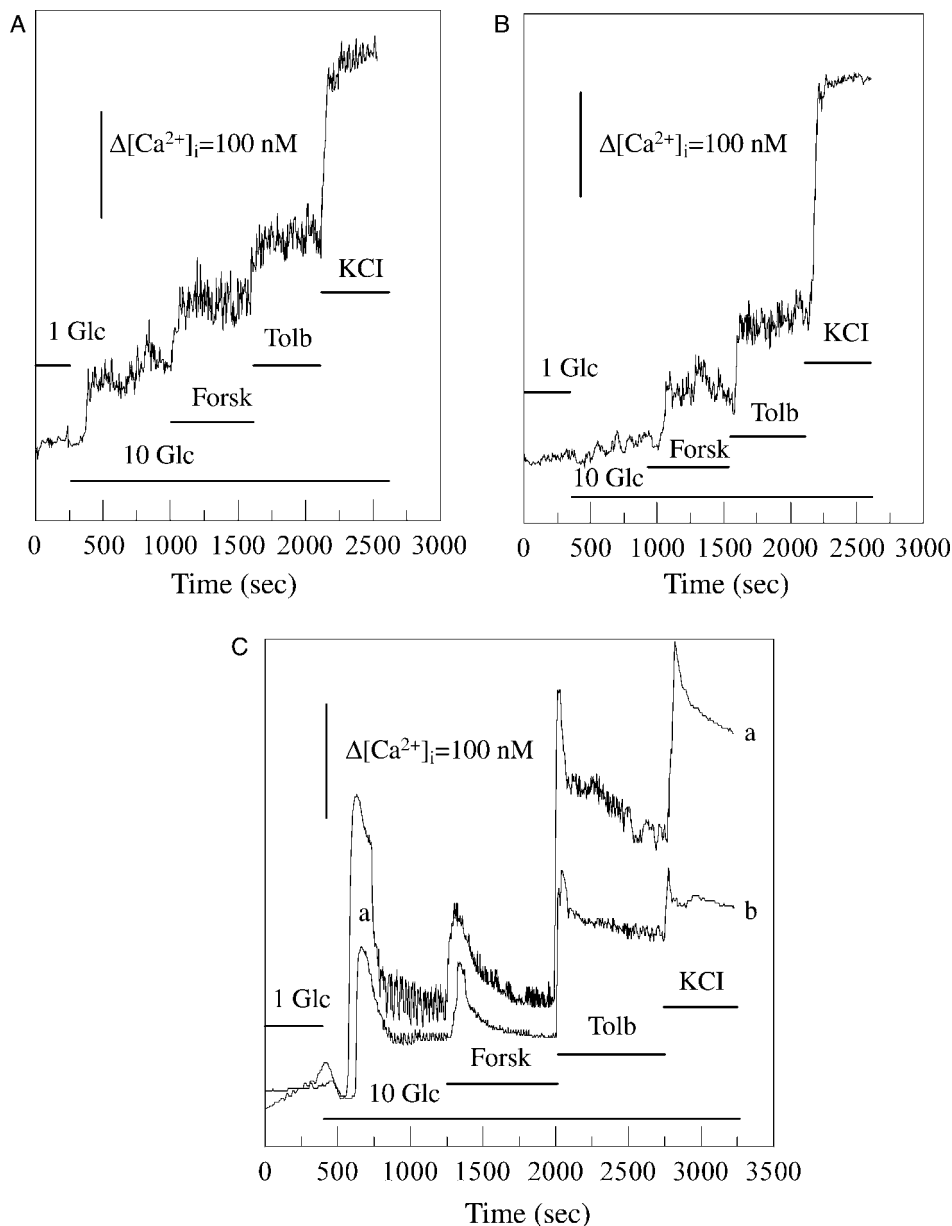 A
Δ[Ca²⁺]ᵢ=100 nM
KCl
1 Glc
Tolb
Forsk
10 Glc
0 500 1000 1500 2000 2500 3000
Time (sec)
B
Δ[Ca²⁺]ᵢ=100 nM
KCl
1 Glc
Tolb
Forsk
10 Glc
0 500 1000 1500 2000 2500 3000
Time (sec)
C
Δ[Ca²⁺]ᵢ=100 nM
a
a
b
1 Glc
KCl
Tolb
Forsk
10 Glc
0 500 1000 1500 2000 2500 3000 3500
Time (sec)